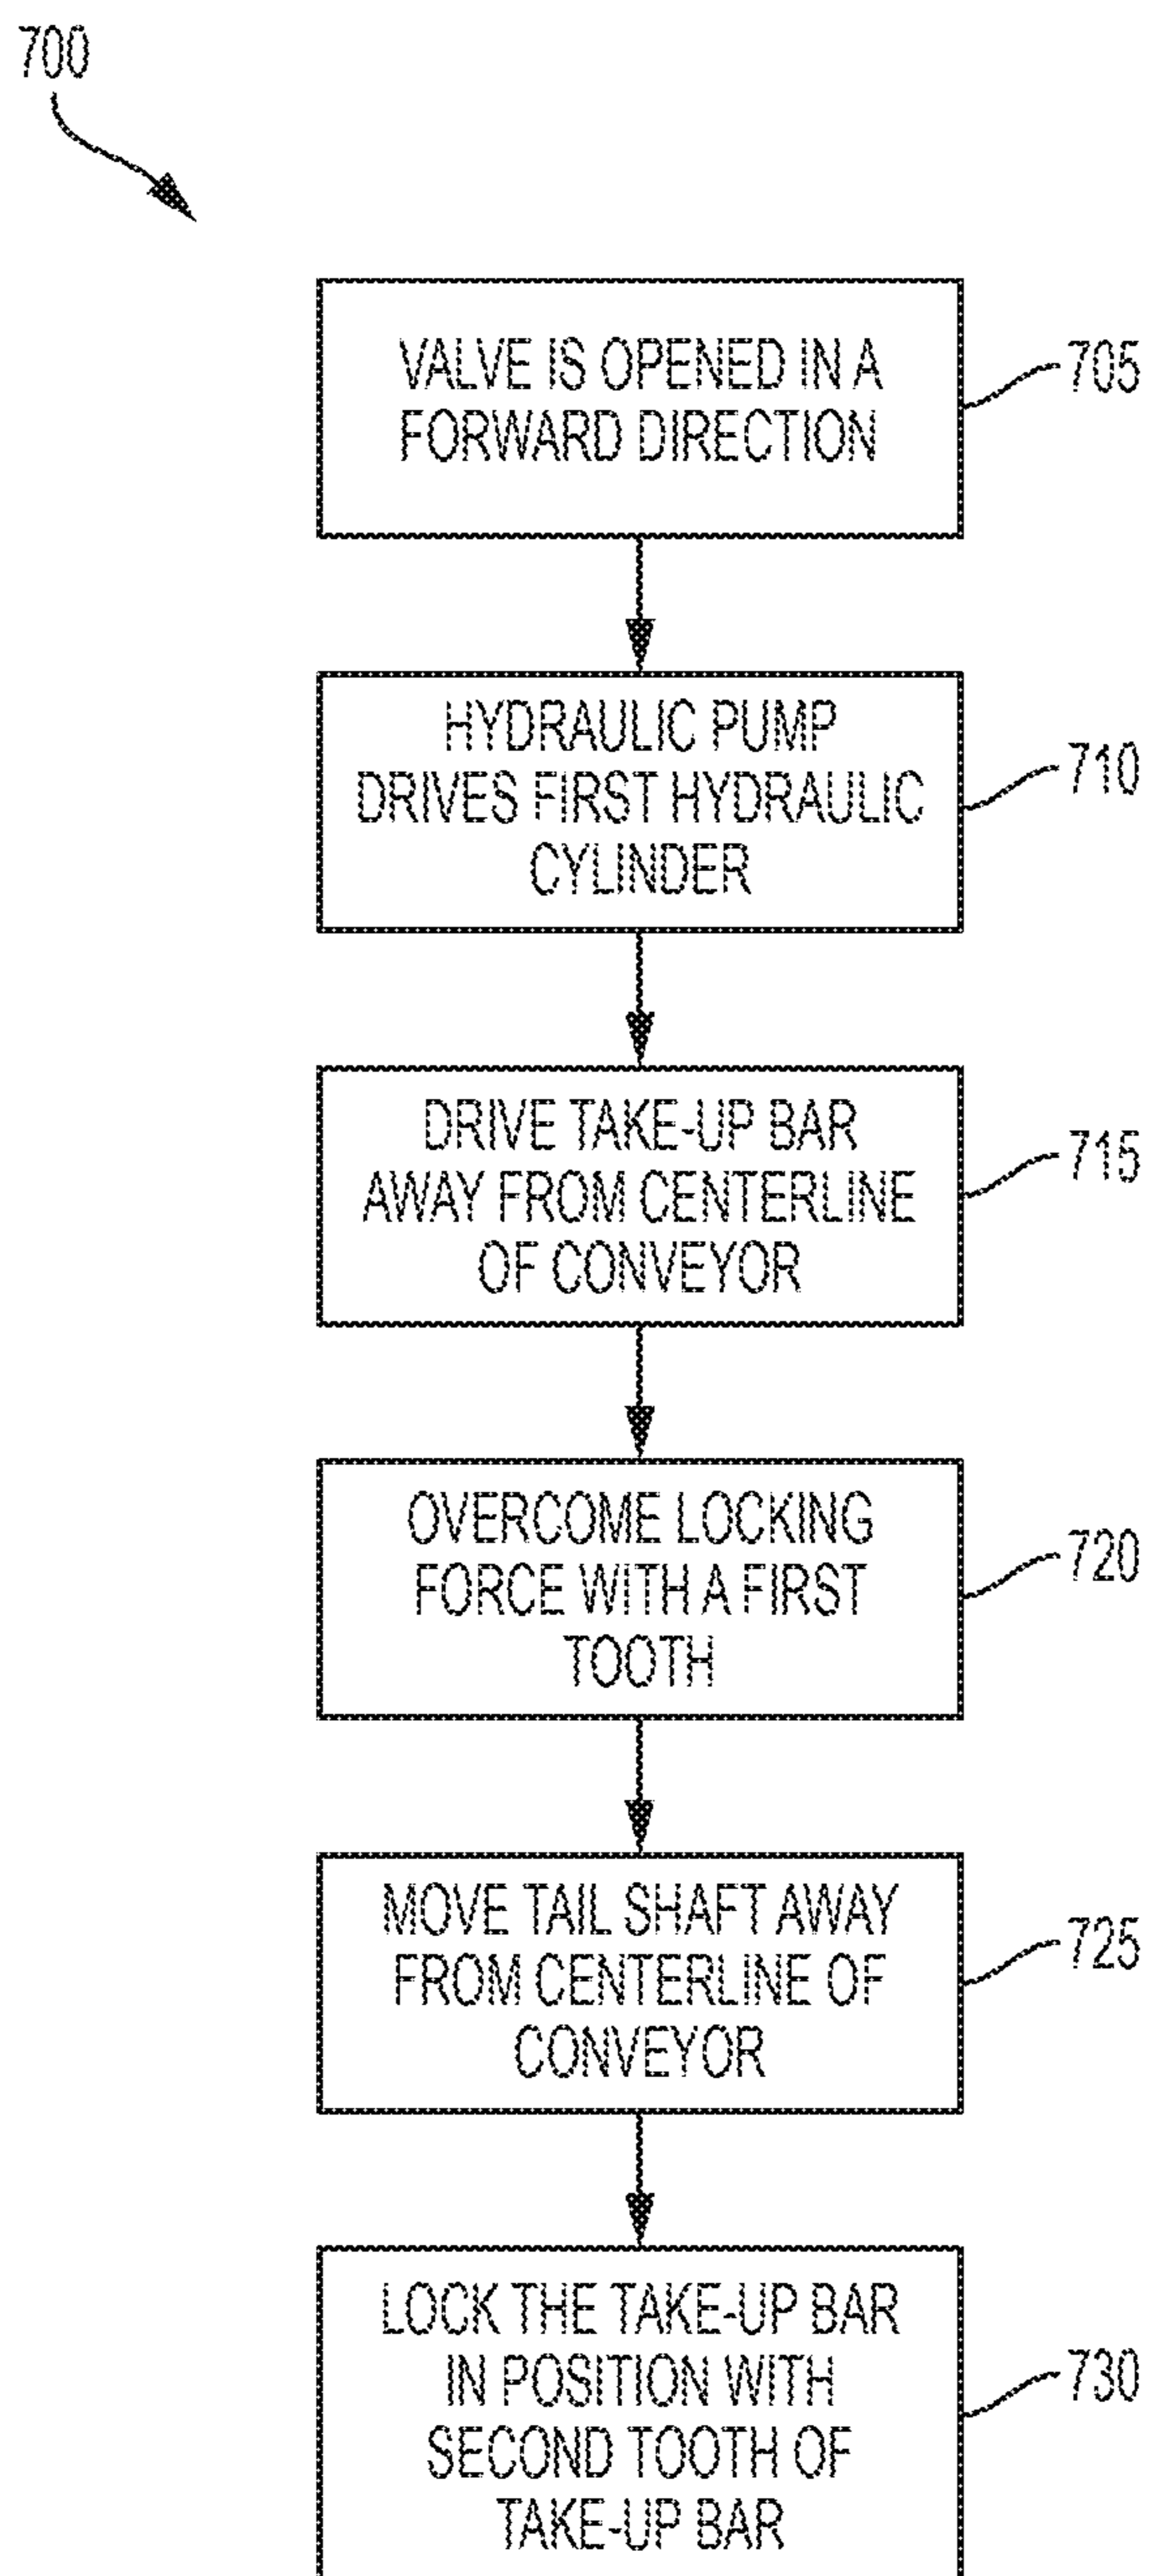 700
VALVE IS OPENED IN A
FORWARD DIRECTION
705
HYDRAULIC PUMP
DRIVES FIRST HYDRAULIC
CYLINDER
710
DRIVE TAKE-UP BAR
AWAY FROM CENTERLINE
OF CONVEYOR
715
OVERCOME LOCKING
FORCE WITH A FIRST
TOOTH
720
MOVE TAIL SHAFT AWAY
FROM CENTERLINE OF
CONVEYOR
725
LOCK THE TAKE-UP BAR
IN POSITION WITH
SECOND TOOTH OF
TAKE-UP BAR
730